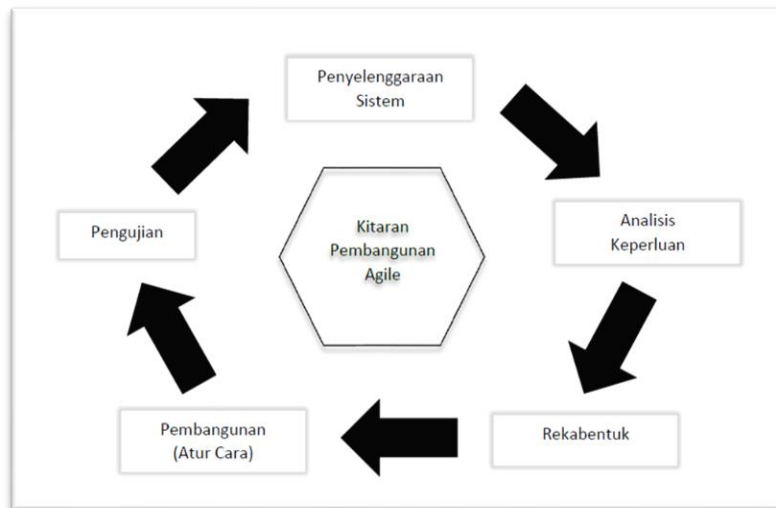 Penyelenggaraan
Sistem
Analisis
Keperluan
Rekabentuk
Pembangunan
(Atur Cara)
Pengujian
Kitaran
Pembangunan
Agile